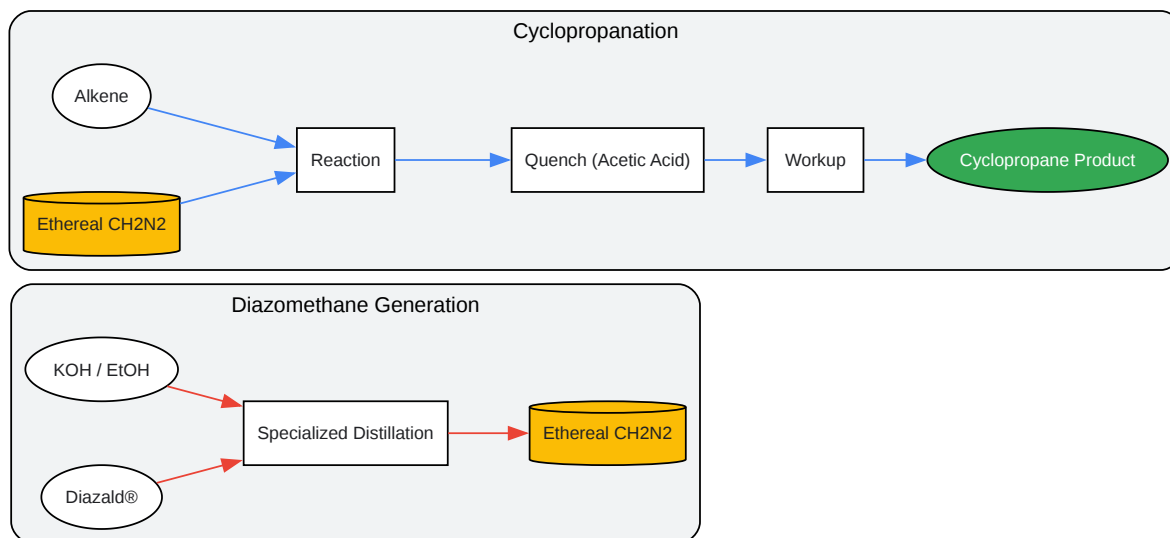 Cyclopropanation
Alkene
Ethereal CH2N2
Reaction
Quench (Acetic Acid)
Workup
Cyclopropane Product
Diazomethane Generation
KOH / EtOH
Diazald®
Specialized Distillation
Ethereal CH2N2